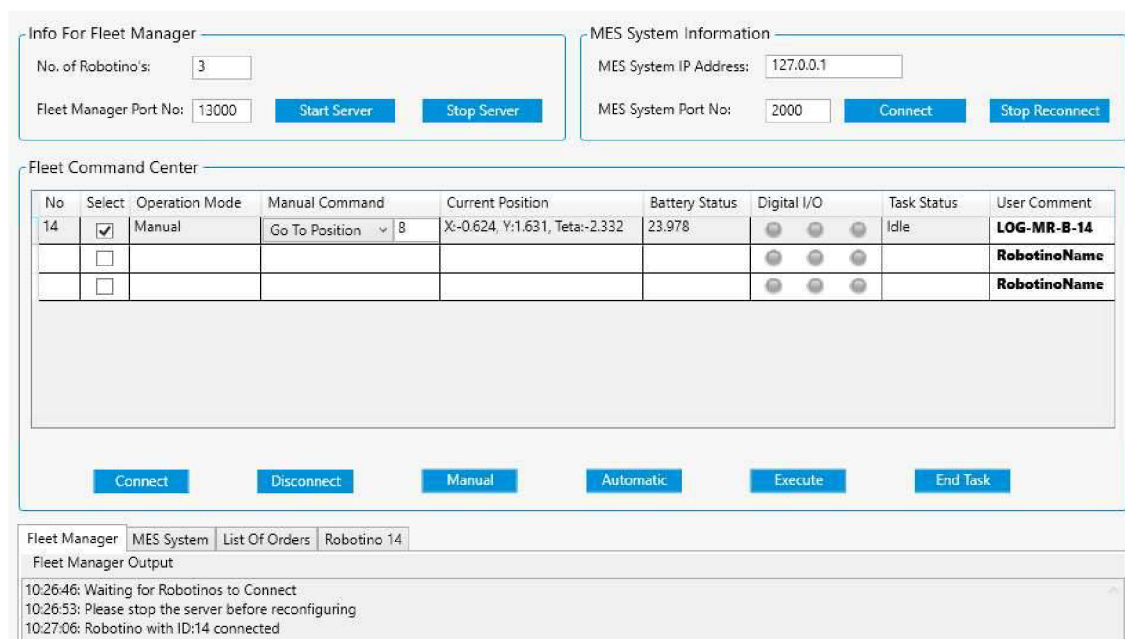 Info For Fleet Manager
No. of Robotino's: 3
Fleet Manager Port No: 13000 Start Server Stop Server
MES System Information
MES System IP Address: 127.0.0.1
MES System Port No: 2000 Connect Stop Reconnect
Fleet Command Center
No Select Operation Mode Manual Command Current Position Battery Status Digital I/O Task Status User Comment
14 Manual Go To Position 8 X:-0.624, Y:1.631, Teta:-2.332 23.978 Idle LOG-MR-B-14
RobotinoName
RobotinoName
Connect Disconnect Manual Automatic Execute End Task
Fleet Manager MES System List Of Orders Robotino 14
Fleet Manager Output
10:26:46: Waiting for Robotinos to Connect
10:26:53: Please stop the server before reconfiguring
10:27:06: Robotino with ID:14 connected